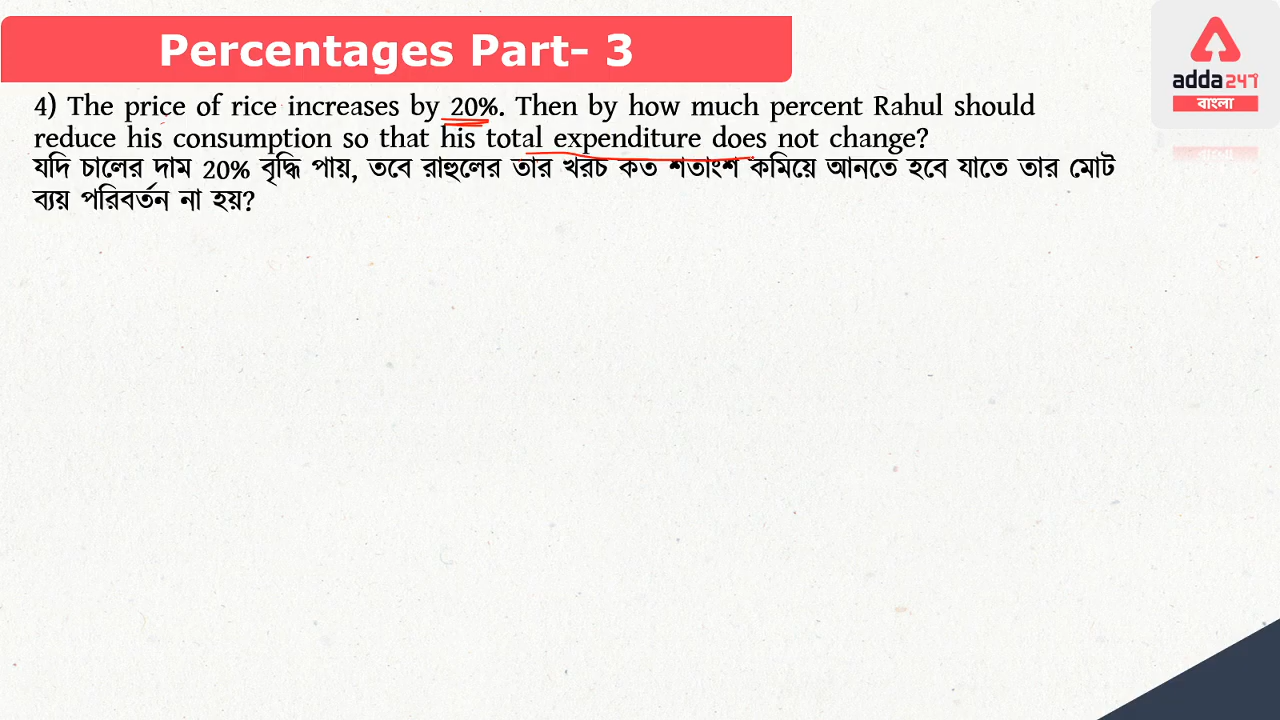 Percentages Part- 3
adda247
বাংলা
4) The price of rice increases by 20%. Then by how much percent Rahul should
reduce his consumption so that his total expenditure does not change?
যদি চালের দাম 20% বৃদ্ধি পায়, তবে রাহুলের তার খরচ কত শতাংশ কমিয়ে আনতে হবে যাতে তার মোট
ব্যয় পরিবর্তন না হয়?